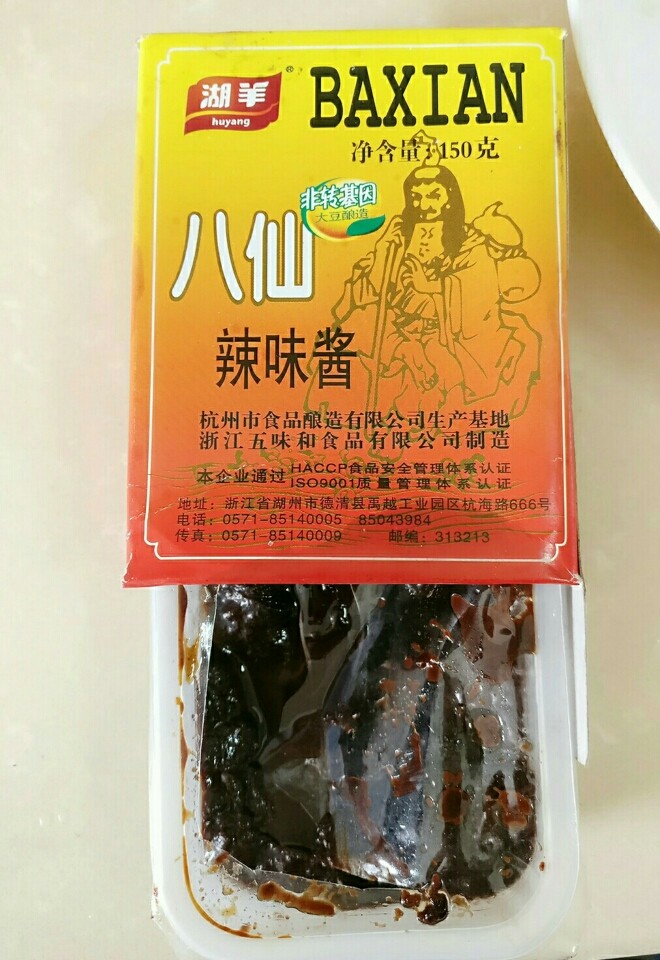 湖羊®
huyang
BAXIAN
净含量:150克
非转基因
大豆酿造
八仙
辣味酱
杭州市食品酿造有限公司生产基地
浙江五味和食品有限公司制造
本企业通过 HACCP食品安全管理体系认证
ISO9001质量管理体系认证
地址: 浙江省湖州市德清县禹越工业园区杭海路666号
电话: 0571-85140005 85043984
传真: 0571-85140009 邮编: 313213